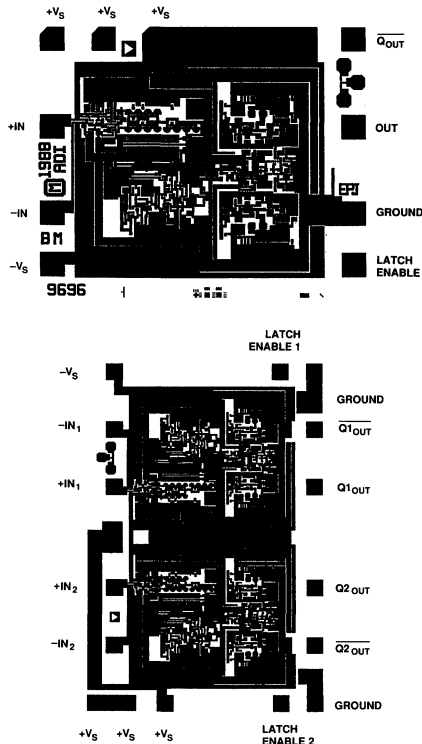 +VS +VS +VS
QOUT
+IN
OUT
1988
M ADI
EPI
-IN
GROUND
BM
-VS
LATCH
ENABLE
9696
LATCH
ENABLE 1
-VS
GROUND
-IN1
Q1OUT
+IN1
Q1OUT
+IN2
Q2OUT
-IN2
Q2OUT
GROUND
+VS +VS +VS
LATCH
ENABLE 2